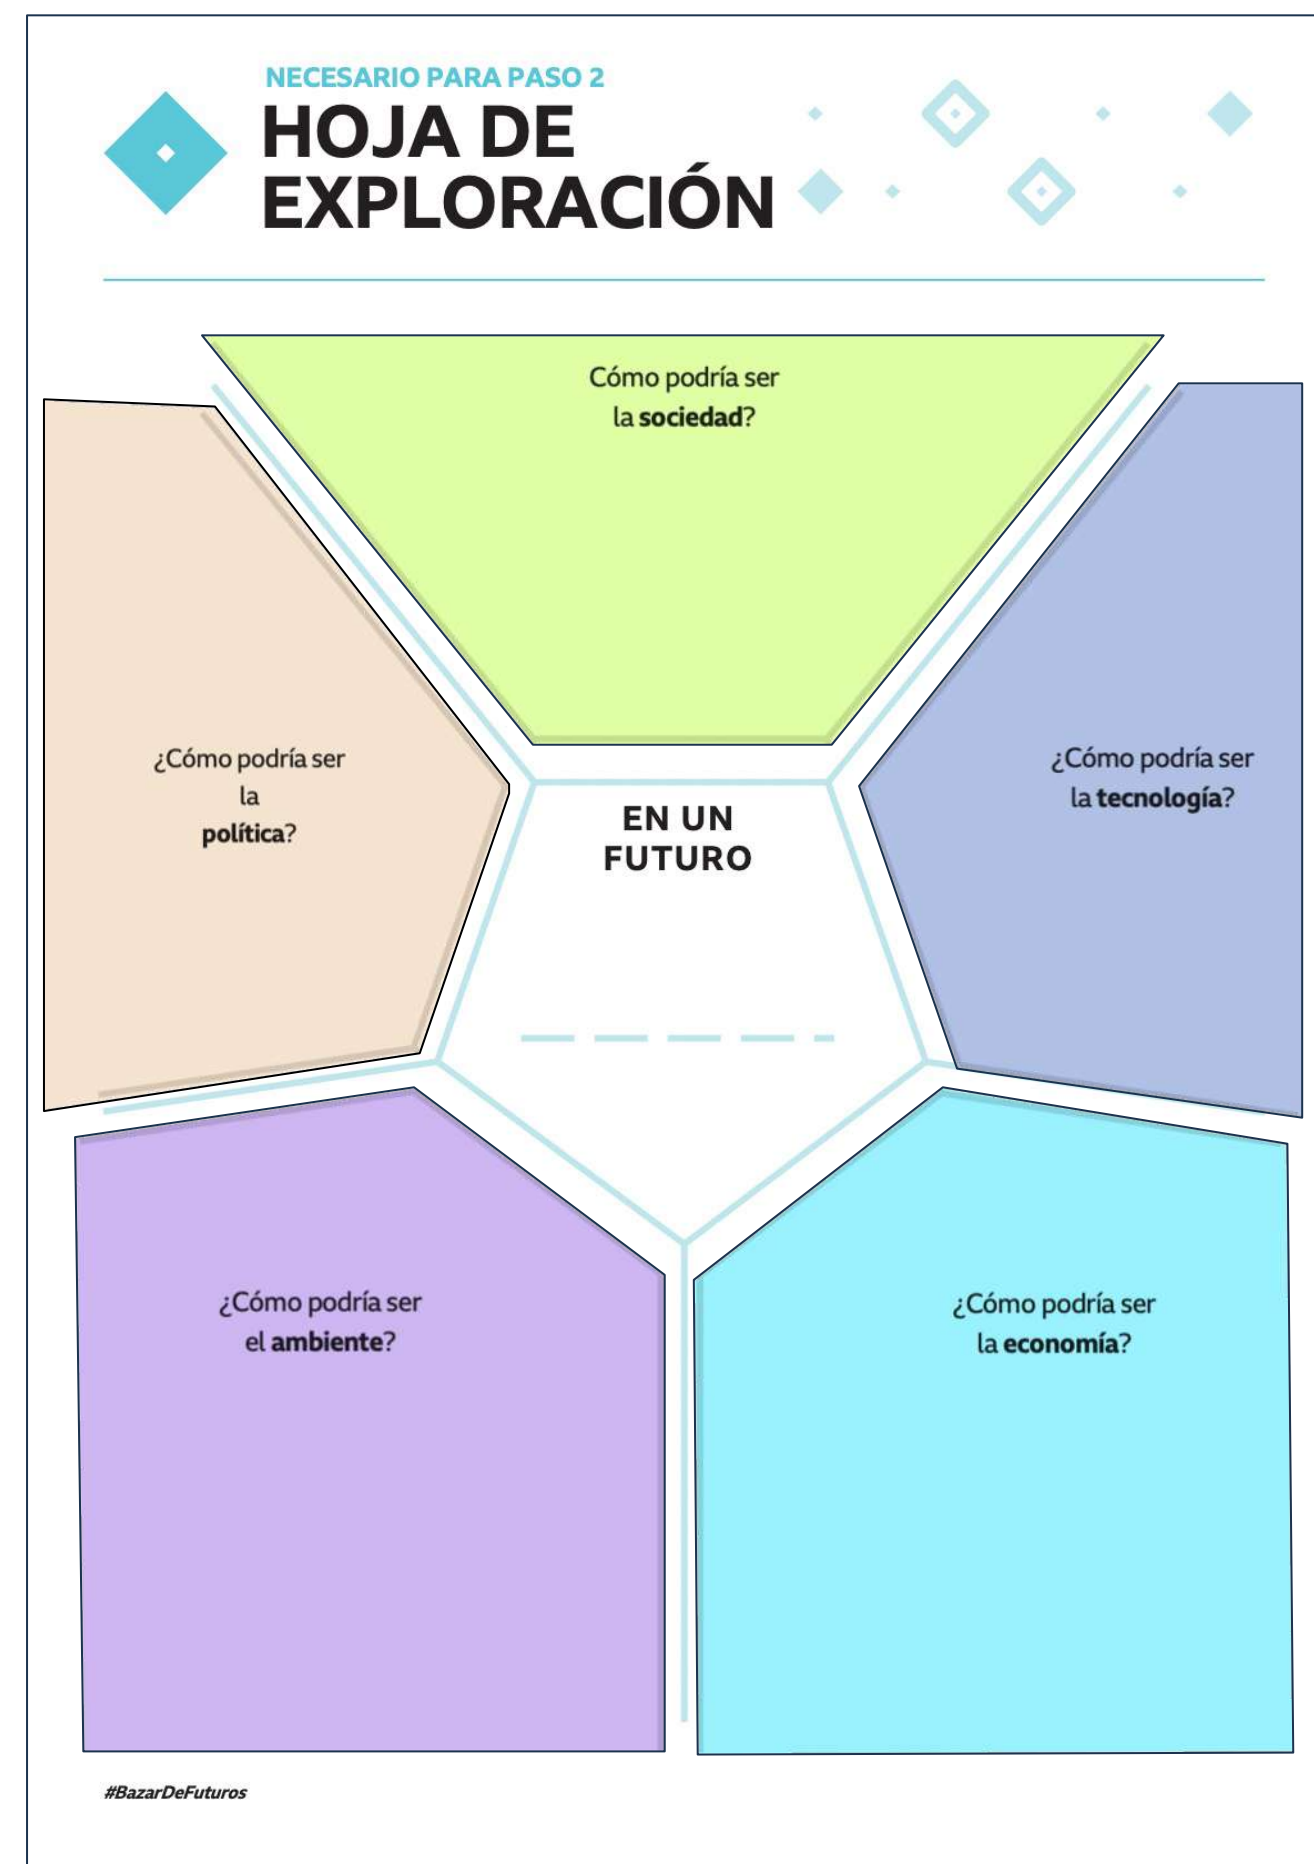 NECESARIO PARA PASO 2
HOJA DE
EXPLORACIÓN
Cómo podría ser
la sociedad?
¿Cómo podría ser
la
política?
¿Cómo podría ser
la tecnología?
EN UN
FUTURO
¿Cómo podría ser
el ambiente?
¿Cómo podría ser
la economía?
#BazarDeFuturos